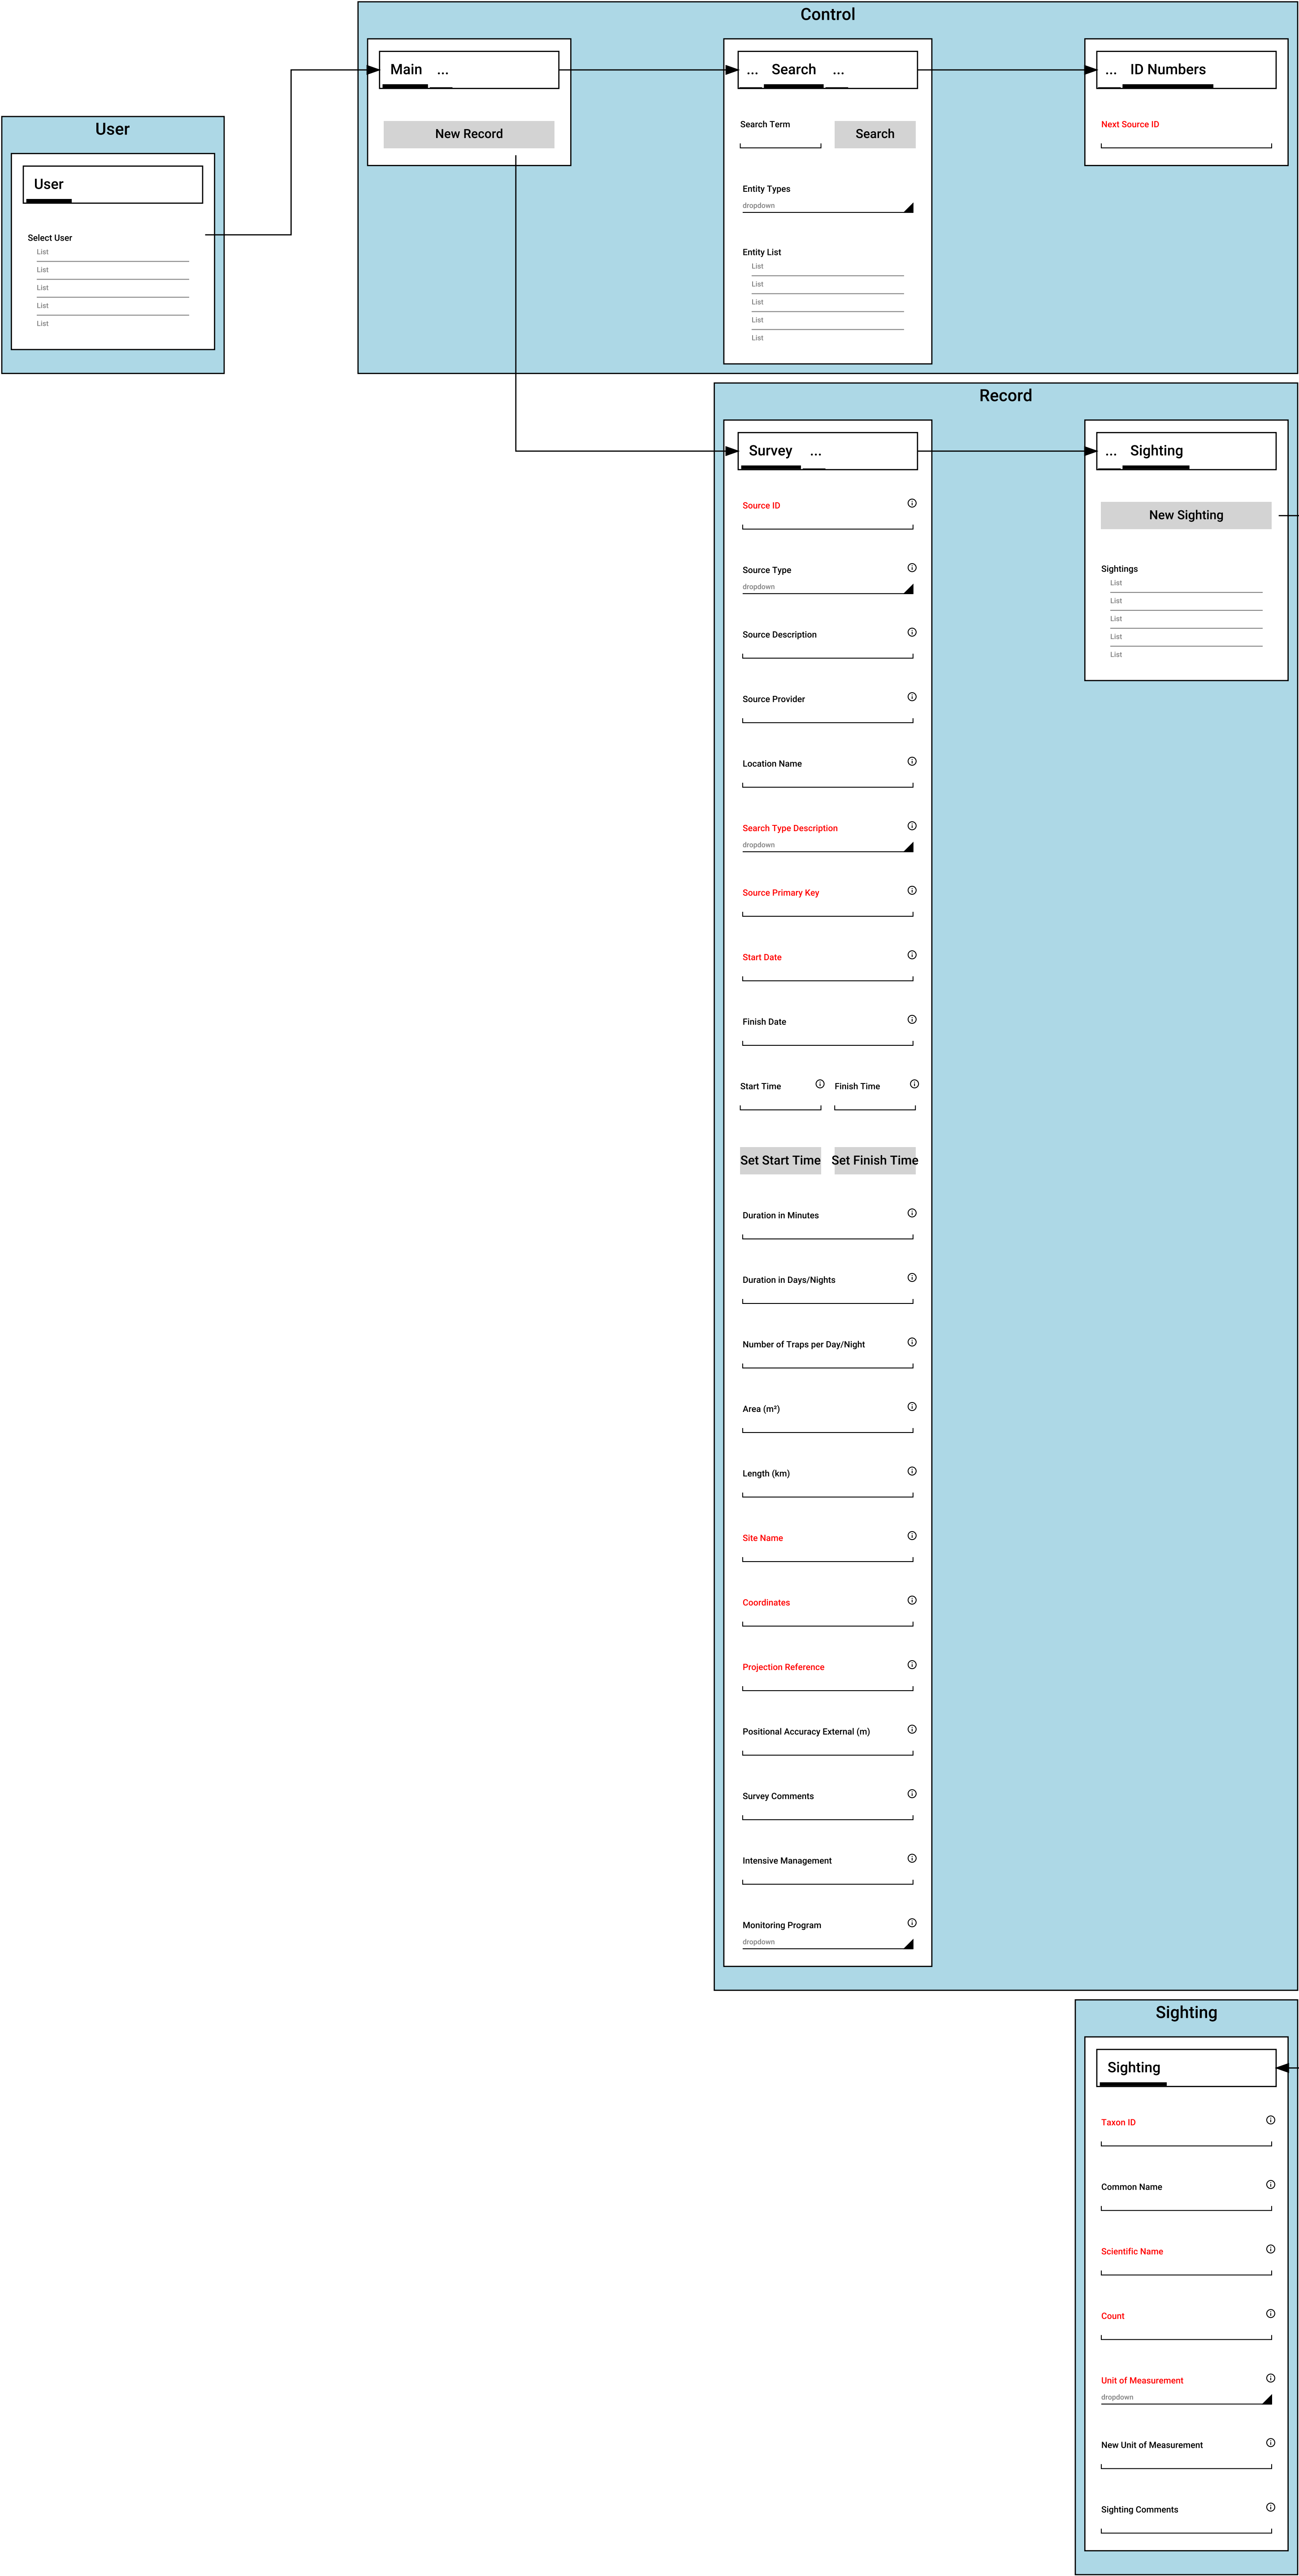 Control
Main ...
... Search ...
... ID Numbers
New Record
Search Term
Search
Next Source ID
Entity Types
dropdown
Entity List
List
List
List
List
List
User
User
Select User
List
List
List
List
List
Record
Survey ...
Source ID
Source Type
dropdown
Source Description
Source Provider
Location Name
Search Type Description
dropdown
Source Primary Key
Start Date
Finish Date
Start Time
Finish Time
Set Start Time
Set Finish Time
Duration in Minutes
Duration in Days/Nights
Number of Traps per Day/Night
Area (m²)
Length (km)
Site Name
Coordinates
Projection Reference
Positional Accuracy External (m)
Survey Comments
Intensive Management
Monitoring Program
dropdown
... Sighting
New Sighting
Sightings
List
List
List
List
List
Sighting
Sighting
Taxon ID
Common Name
Scientific Name
Count
Unit of Measurement
dropdown
New Unit of Measurement
Sighting Comments